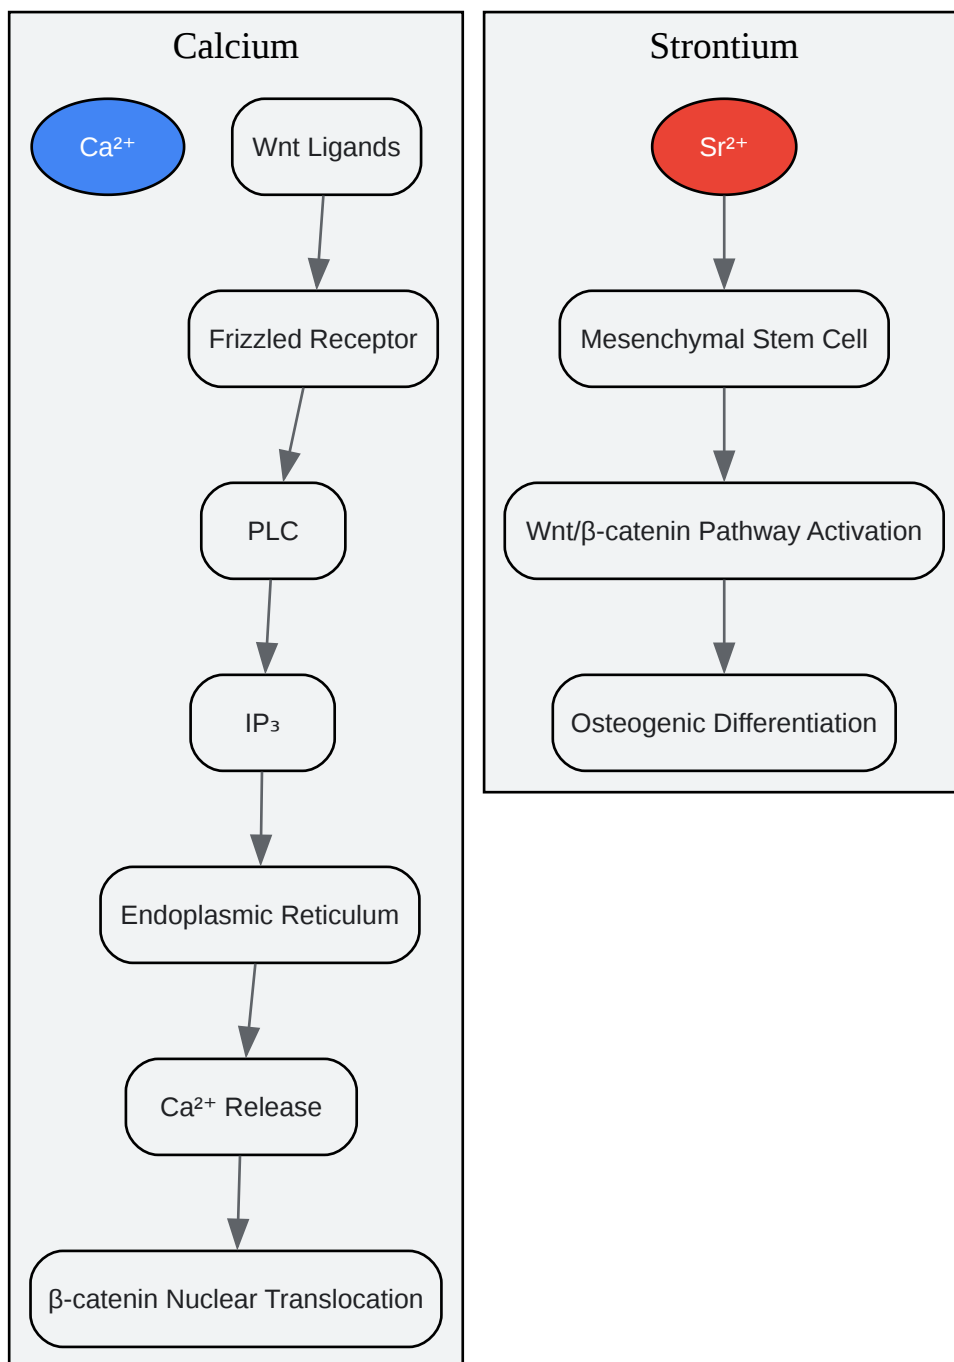 Calcium
Ca²⁺
Wnt Ligands
Frizzled Receptor
PLC
IP₃
Endoplasmic Reticulum
Ca²⁺ Release
β-catenin Nuclear Translocation
Strontium
Sr²⁺
Mesenchymal Stem Cell
Wnt/β-catenin Pathway Activation
Osteogenic Differentiation